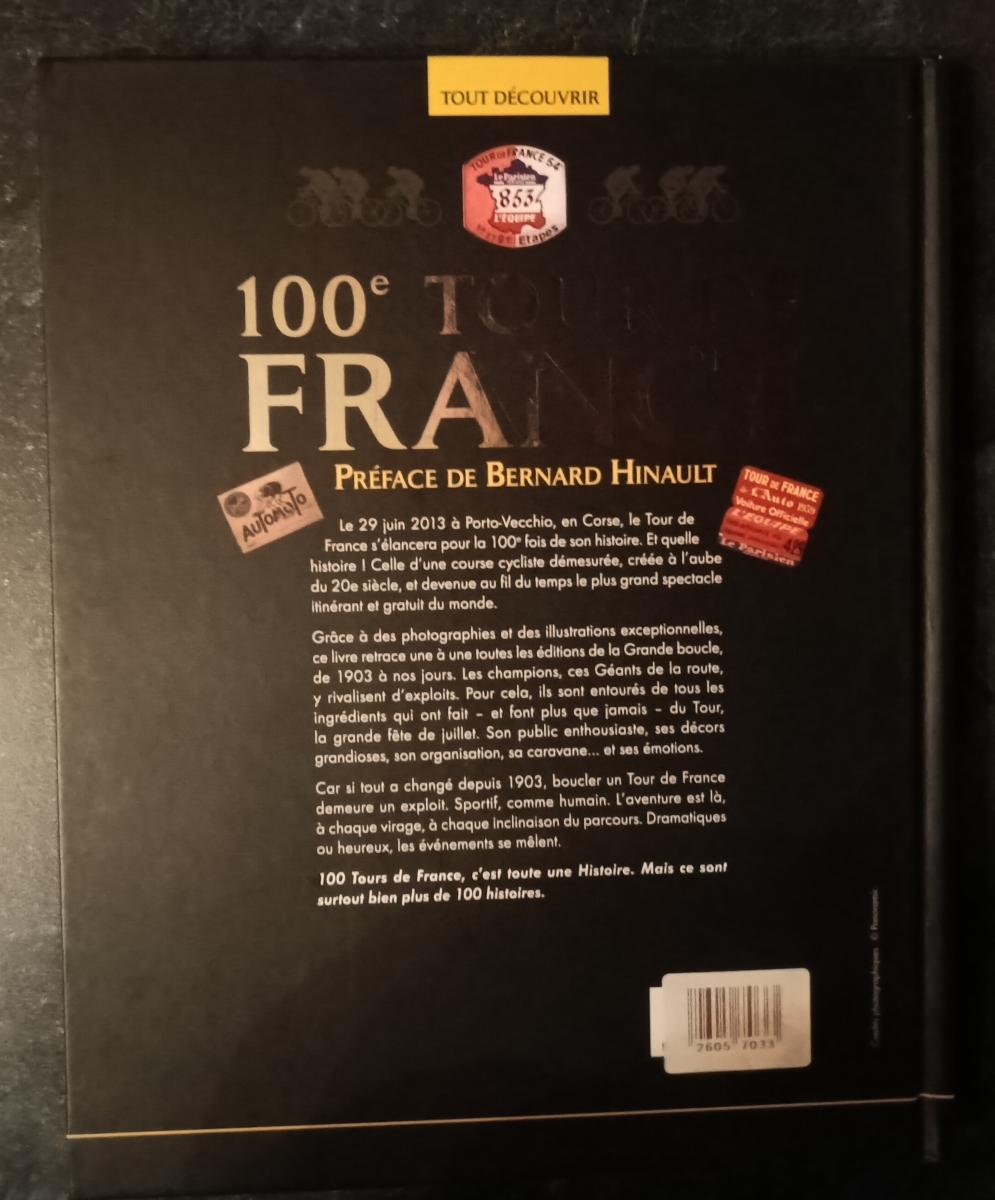 TOUT DÉCOUVRIR
TOUR DE FRANCE 54
Le Parisien
853
L'ÉQUIPE
Etapes
100e TOUR DE
FRANCE
PRÉFACE DE BERNARD HINAULT
AUTOMOTO
TOUR DE FRANCE
L'Auto
Voiture Officielle
L'EQUIPE
Le Parisien
Le 29 juin 2013 à Porto-Vecchio, en Corse, le Tour de
France s'élancera pour la 100e fois de son histoire. Et quelle
histoire ! Celle d'une course cycliste démesurée, créée à l'aube
du 20e siècle, et devenue au fil du temps le plus grand spectacle
itinérant et gratuit du monde.
Grâce à des photographies et des illustrations exceptionnelles,
ce livre retrace une à une toutes les éditions de la Grande boucle,
de 1903 à nos jours. Les champions, ces Géants de la route,
y rivalisent d'exploits. Pour cela, ils sont entourés de tous les
ingrédients qui ont fait – et font plus que jamais – du Tour,
la grande fête de juillet. Son public enthousiaste, ses décors
grandioses, son organisation, sa caravane... et ses émotions.
Car si tout a changé depuis 1903, boucler un Tour de France
demeure un exploit. Sportif, comme humain. L'aventure est là,
à chaque virage, à chaque inclinaison du parcours. Dramatiques
ou heureux, les événements se mêlent.
100 Tours de France, c'est toute une Histoire. Mais ce sont
surtout bien plus de 100 histoires.
Crédits photographiques © Panoramic
2605 7033